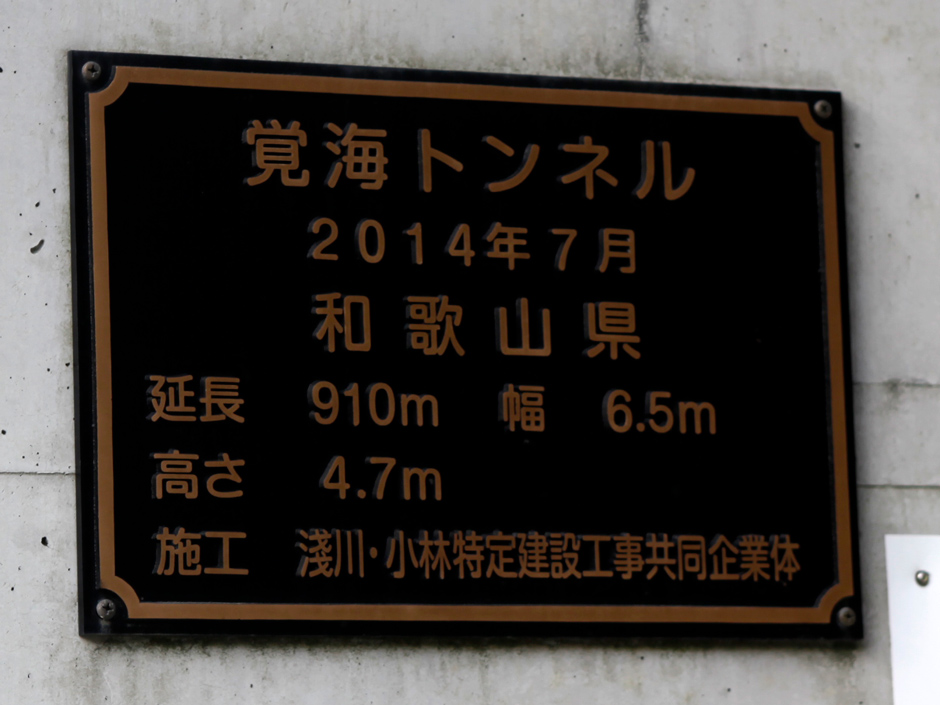 覚海トンネル
2014年7月
和歌山県
延長 910m 幅 6.5m
高さ 4.7m
施工 淺川・小林特定建設工事共同企業体